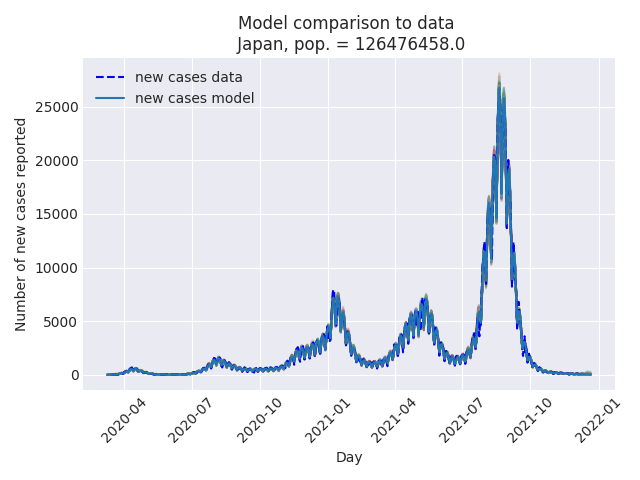 Model comparison to data
Japan, pop. = 126476458.0
new cases data
new cases model
Number of new cases reported
25000
20000
15000
10000
5000
0
2020-04
2020-07
2020-10
2021-01
2021-04
2021-07
2021-10
2022-01
Day